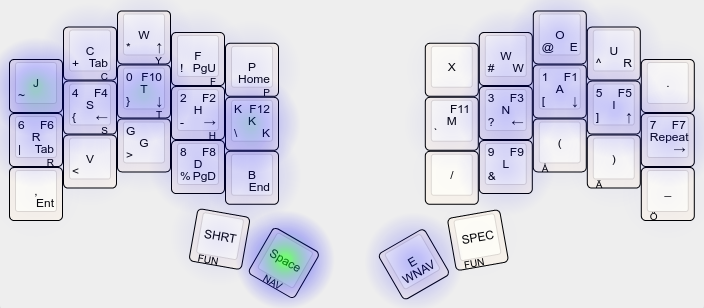 J
~
C
+ Tab
C
W
* ↑
Y
F
! PgU
F
P
Home
P
6 F6
R
| Tab
R
4 F4
S
{ ←
S
0 F10
T
} ↓
T
2 F2
H
- →
H
K F12
K
\ K
,
Ent
V
<
G
G
>
8 F8
D
% PgD
B
End
SHRT
FUN
Space
NAV
X
W
# W
O
@ E
U
^ R
.
F11
M
` 
3 F3
N
? ←
1 F1
A
[ ↓
5 F5
I
] ↑
7 F7
Repeat
→
/
9 F9
L
&
(
Å
)
Ä
_
Ö
E
WNAV
SPEC
FUN